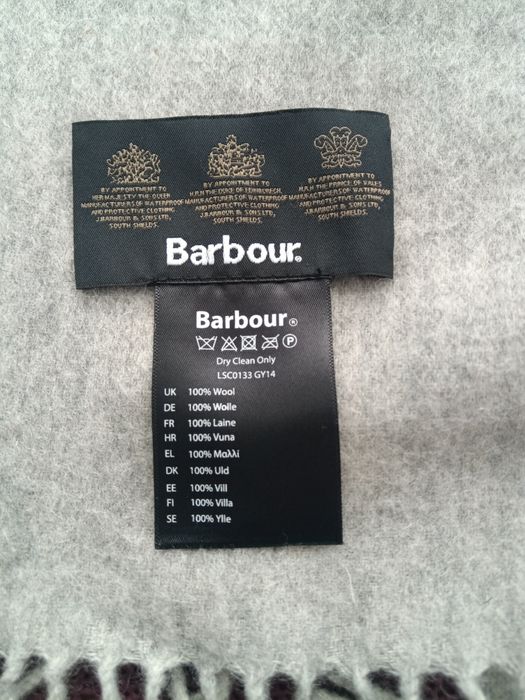 BY APPOINTMENT TO
HER MAJESTY THE QUEEN
MANUFACTURERS OF WATERPROOF
AND PROTECTIVE CLOTHING
J.BARBOUR & SONS LTD,
SOUTH SHIELDS.
BY APPOINTMENT TO
H.R.H THE DUKE OF EDINBURGH
MANUFACTURERS OF WATERPROOF
AND PROTECTIVE CLOTHING
J.BARBOUR & SONS LTD,
SOUTH SHIELDS.
BY APPOINTMENT TO
H.R.H THE PRINCE OF WALES
MANUFACTURERS OF WATERPROOF
AND PROTECTIVE CLOTHING
J.BARBOUR & SONS LTD,
SOUTH SHIELDS.
Barbour®
Barbour®
P
Dry Clean Only
LSC0133 GY14
UK 100% Wool
DE 100% Wolle
FR 100% Laine
HR 100% Vuna
EL 100% Μαλλί
DK 100% Uld
EE 100% Vill
FI 100% Villa
SE 100% Ylle